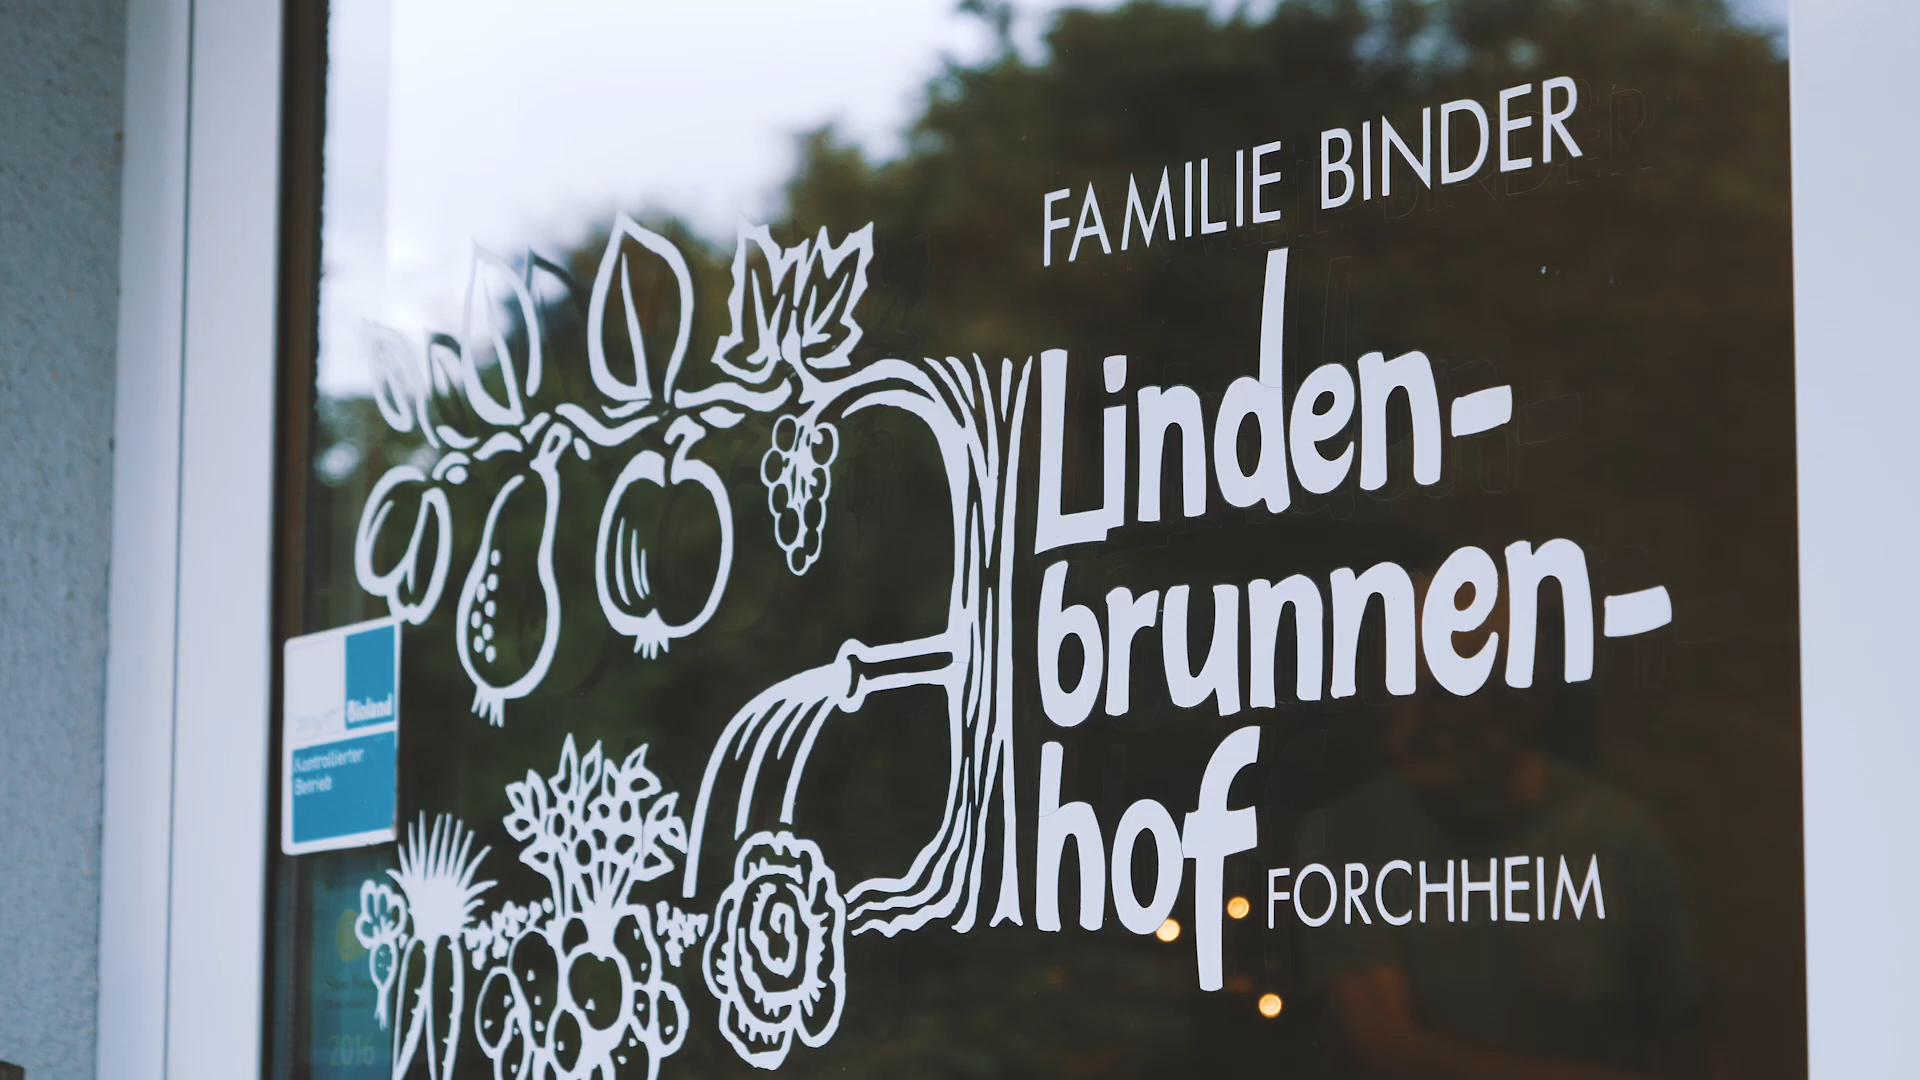 FAMILIE BINDER
Linden-
brunnen-
hof FORCHHEIM
Bioland
Kontrollierter
Betrieb
2016